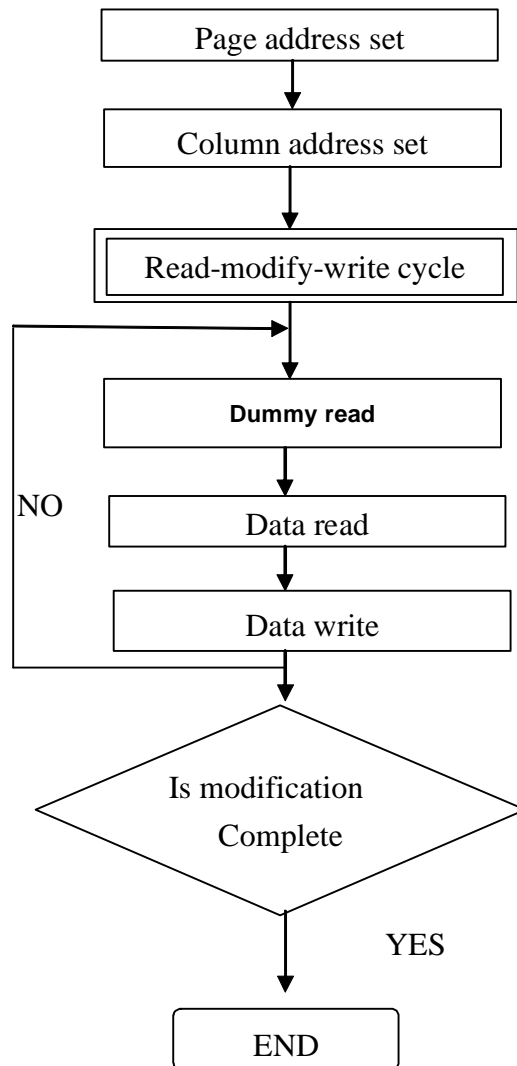 Page address set
Column address set
Read-modify-write cycle
Dummy read
NO
Data read
Data write
Is modification
Complete
YES
END